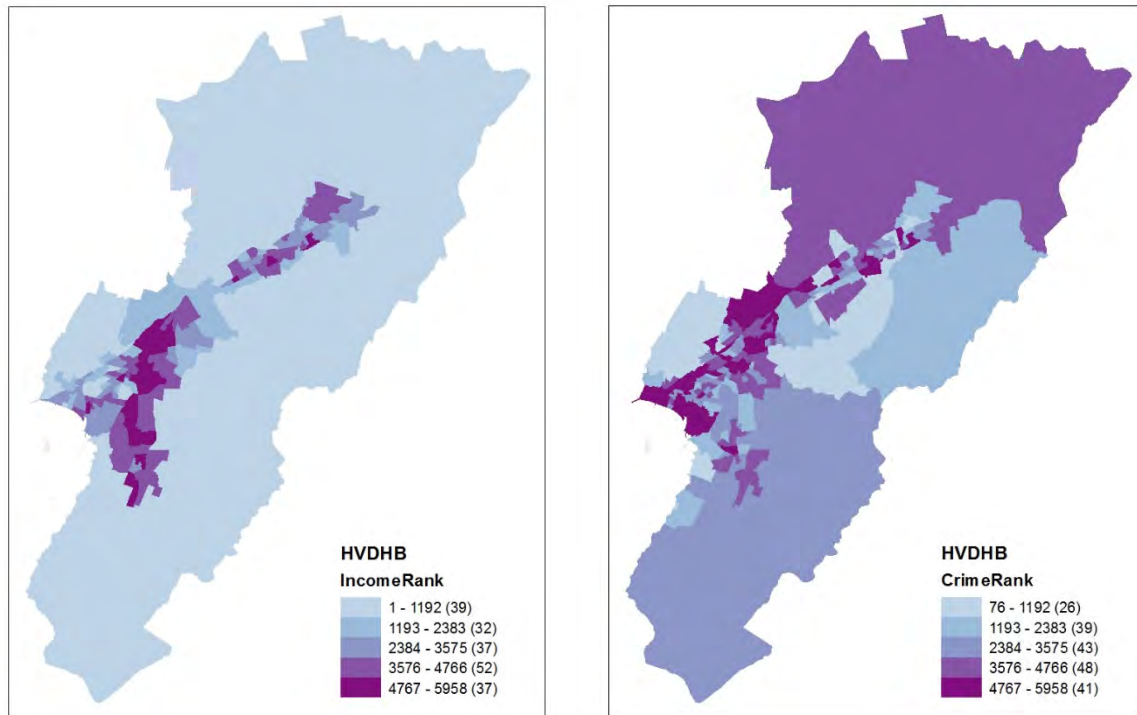 HVDHB
IncomeRank
1 - 1192 (39)
1193 - 2383 (32)
2384 - 3575 (37)
3576 - 4766 (52)
4767 - 5958 (37)
HVDHB
CrimeRank
76 - 1192 (26)
1193 - 2383 (39)
2384 - 3575 (43)
3576 - 4766 (48)
4767 - 5958 (41)